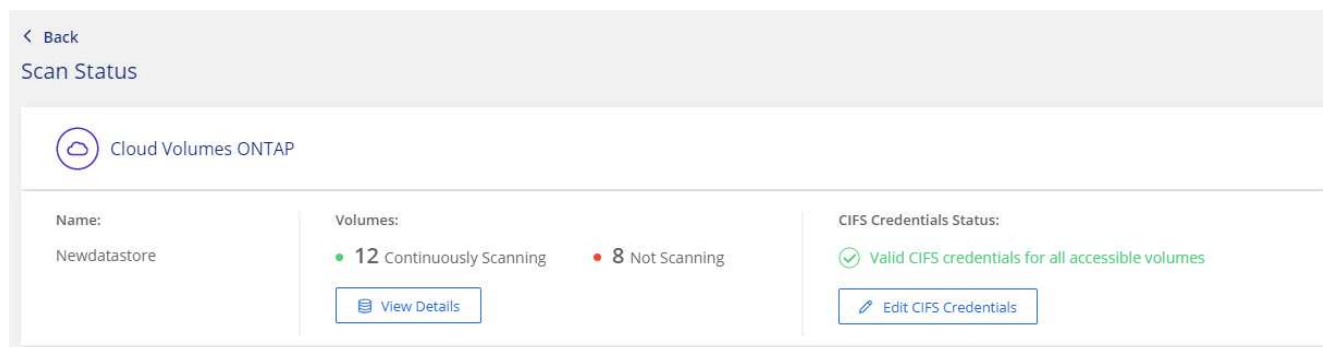 Back
Scan Status
Cloud Volumes ONTAP
Name:
Newdatastore
Volumes:
12 Continuously Scanning
8 Not Scanning
View Details
CIFS Credentials Status:
Valid CIFS credentials for all accessible volumes
Edit CIFS Credentials